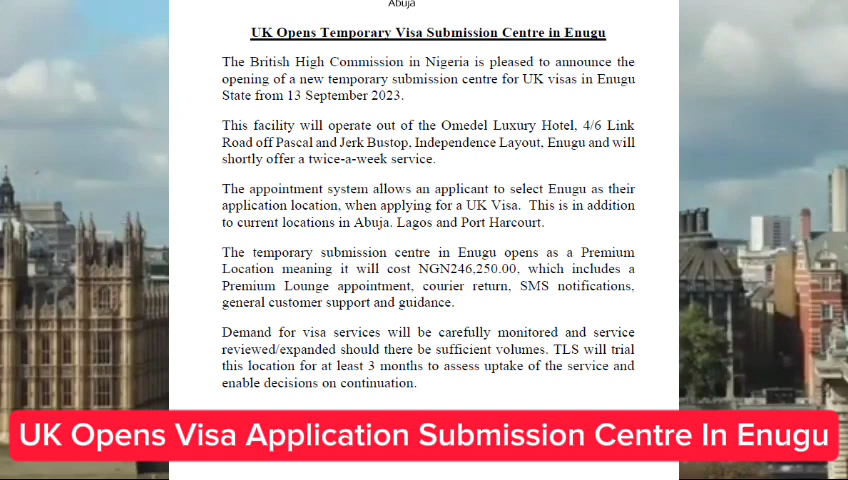 Abuja
UK Opens Temporary Visa Submission Centre in Enugu
The British High Commission in Nigeria is pleased to announce the
opening of a new temporary submission centre for UK visas in Enugu
State from 13 September 2023.
This facility will operate out of the Omedel Luxury Hotel, 4/6 Link
Road off Pascal and Jerk Bustop, Independence Layout, Enugu and will
shortly offer a twice-a-week service.
The appointment system allows an applicant to select Enugu as their
application location, when applying for a UK Visa. This is in addition
to current locations in Abuja. Lagos and Port Harcourt.
The temporary submission centre in Enugu opens as a Premium
Location meaning it will cost NGN246,250.00, which includes a
Premium Lounge appointment, courier return, SMS notifications,
general customer support and guidance.
Demand for visa services will be carefully monitored and service
reviewed/expanded should there be sufficient volumes. TLS will trial
this location for at least 3 months to assess uptake of the service and
enable decisions on continuation.
UK Opens Visa Application Submission Centre In Enugu